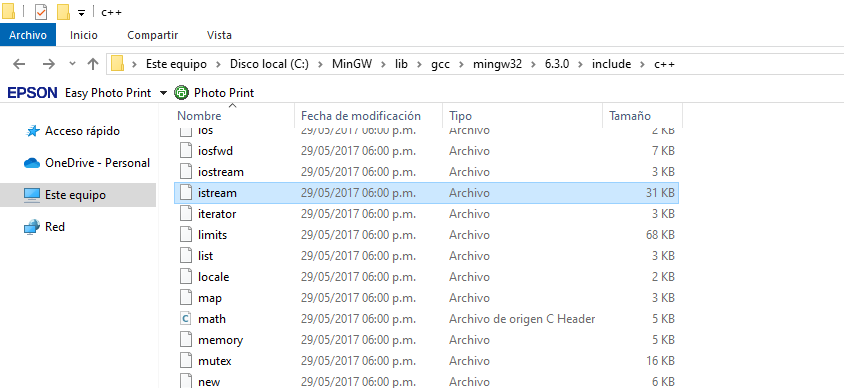 c++
Archivo Inicio Compartir Vista
Este equipo Disco local (C:) MinGW lib gcc mingw32 6.3.0 include c++
EPSON Easy Photo Print Photo Print
Nombre Fecha de modificación Tipo Tamaño
Acceso rápido
OneDrive - Personal
Este equipo
Red
ios 29/05/2017 06:00 p.m. Archivo 2 KB
iosfwd 29/05/2017 06:00 p.m. Archivo 7 KB
iostream 29/05/2017 06:00 p.m. Archivo 3 KB
istream 29/05/2017 06:00 p.m. Archivo 31 KB
iterator 29/05/2017 06:00 p.m. Archivo 3 KB
limits 29/05/2017 06:00 p.m. Archivo 68 KB
list 29/05/2017 06:00 p.m. Archivo 3 KB
locale 29/05/2017 06:00 p.m. Archivo 2 KB
map 29/05/2017 06:00 p.m. Archivo 3 KB
math 29/05/2017 06:00 p.m. Archivo de origen C Header 5 KB
memory 29/05/2017 06:00 p.m. Archivo 5 KB
mutex 29/05/2017 06:00 p.m. Archivo 16 KB
new 29/05/2017 06:00 p.m. Archivo 6 KB